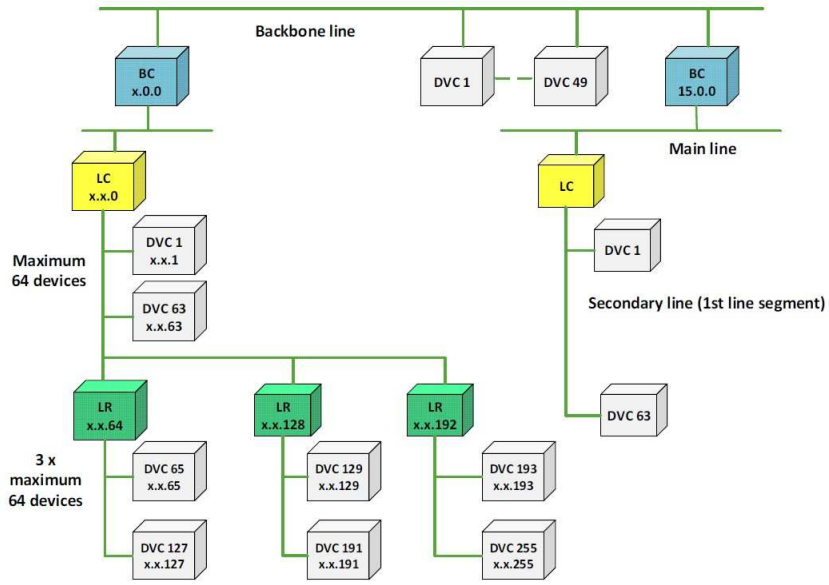 Backbone line
BC
x.0.0
DVC 1
DVC 49
BC
15.0.0
Main line
LC
x.x.0
LC
DVC 1
x.x.1
DVC 1
Maximum
64 devices
DVC 63
x.x.63
Secondary line (1st line segment)
LR
x.x.64
LR
x.x.128
LR
x.x.192
DVC 63
3 x
maximum
64 devices
DVC 65
x.x.65
DVC 129
x.x.129
DVC 193
x.x.193
DVC 127
x.x.127
DVC 191
x.x.191
DVC 255
x.x.255